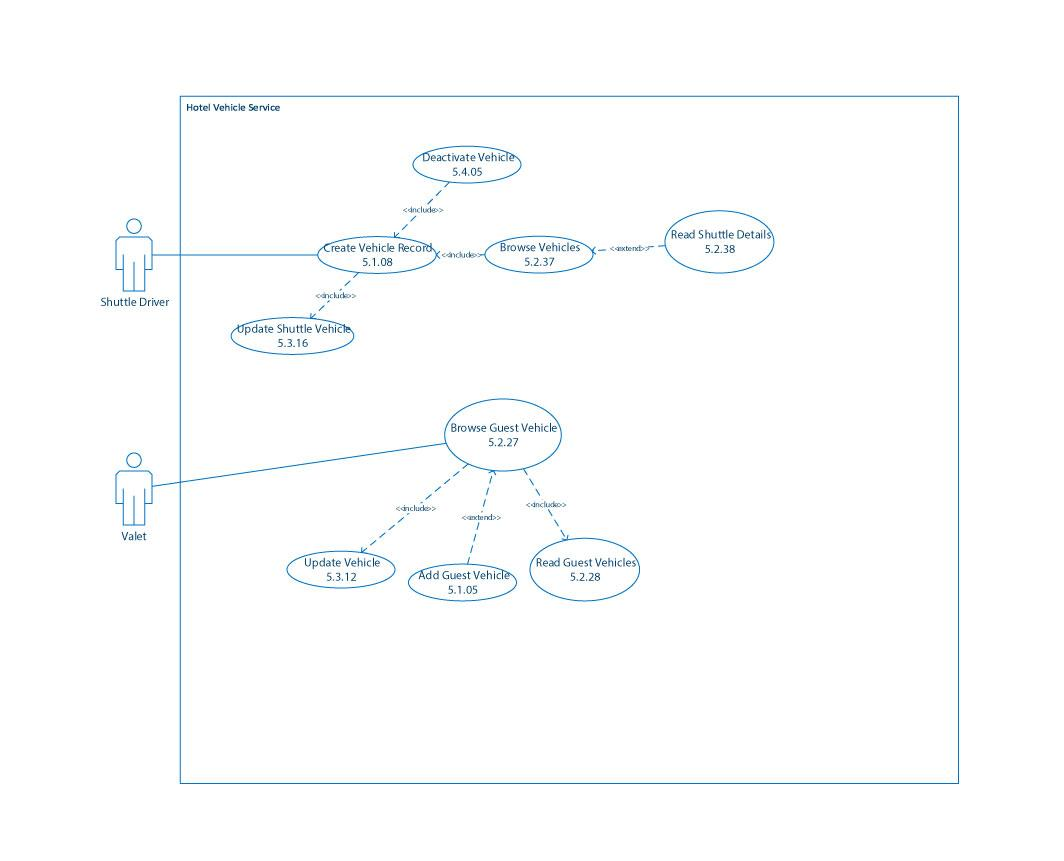 Hotel Vehicle Service
Deactivate Vehicle
5.4.05
<<include>>
Shuttle Driver
Create Vehicle Record
5.1.08
<<include>>
Browse Vehicles
5.2.37
<<extend>>
Read Shuttle Details
5.2.38
<<include>>
Update Shuttle Vehicle
5.3.16
Browse Guest Vehicle
5.2.27
Valet
<<include>>
<<extend>>
<<include>>
Update Vehicle
5.3.12
Add Guest Vehicle
5.1.05
Read Guest Vehicles
5.2.28